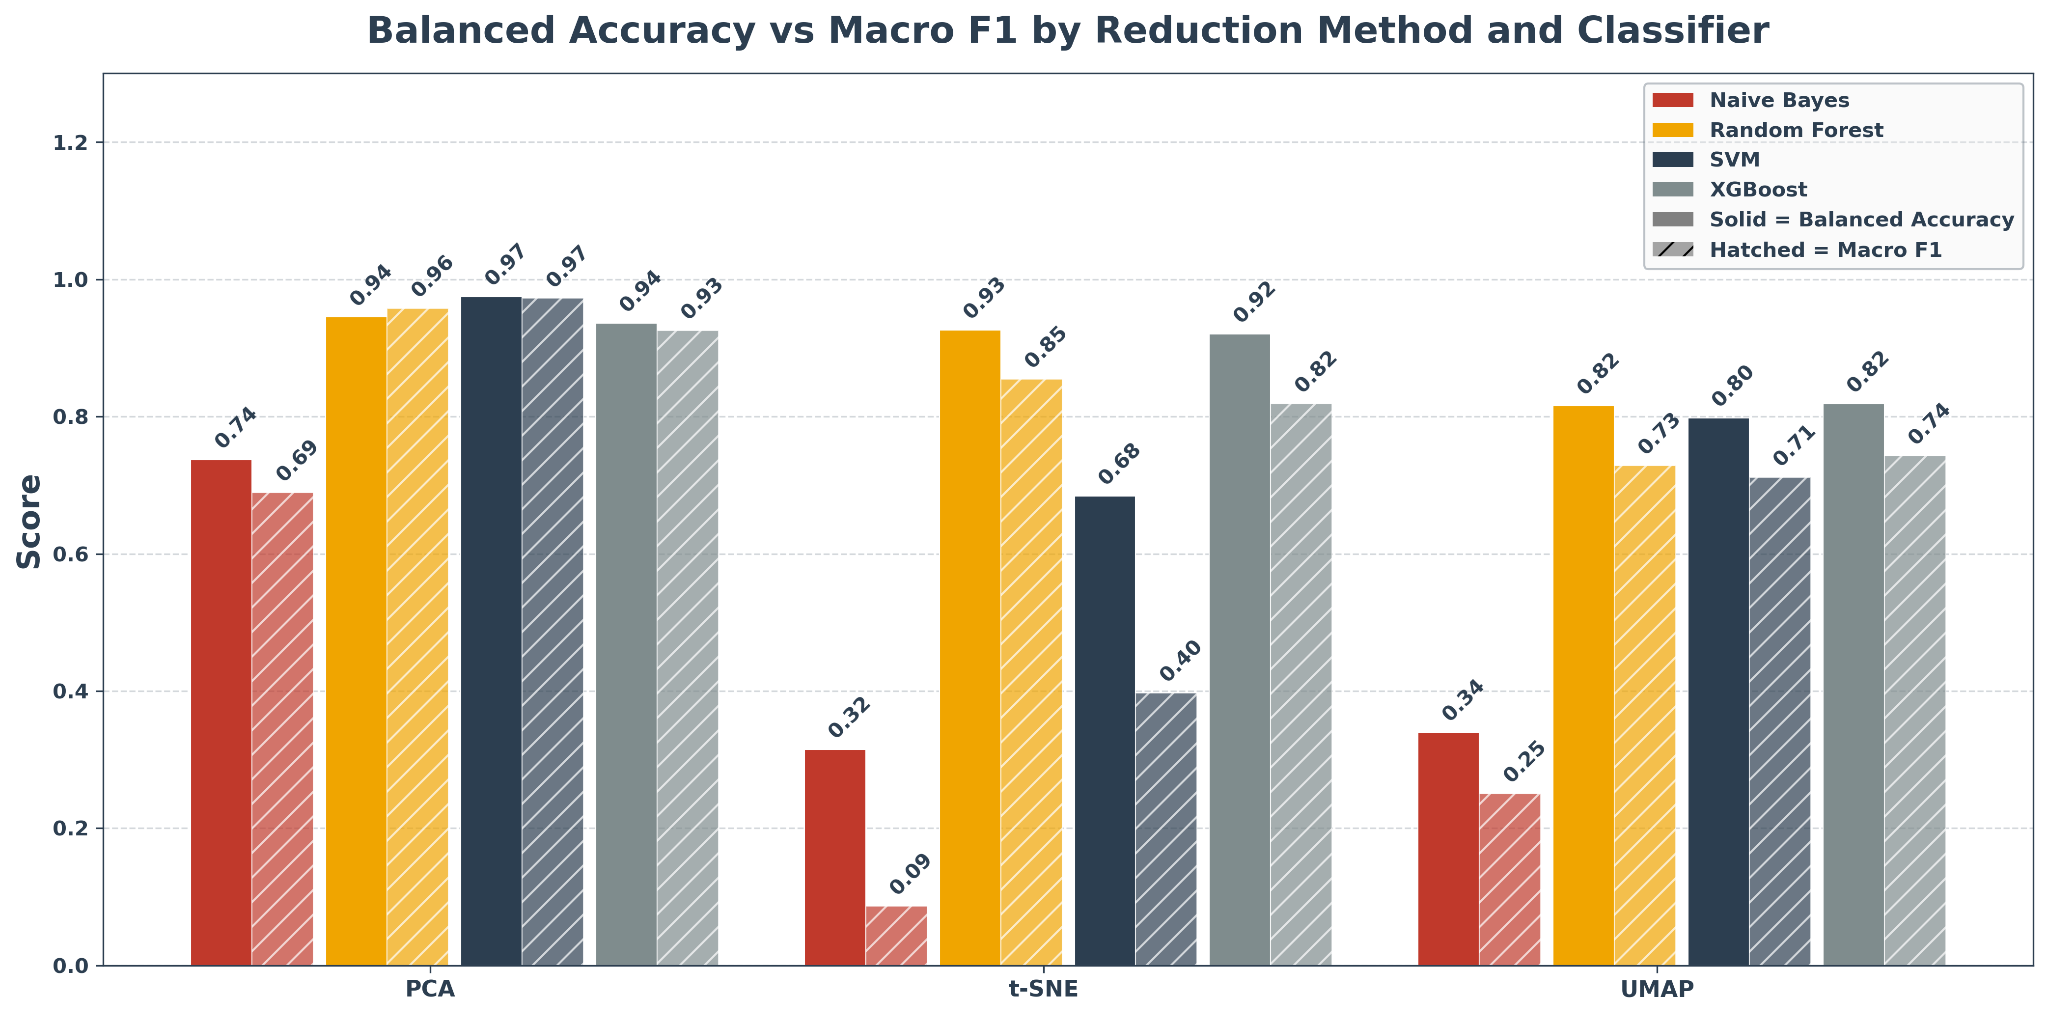 Balanced Accuracy vs Macro F1 by Reduction Method and Classifier
Naive Bayes
Random Forest
SVM
XGBoost
Solid = Balanced Accuracy
Hatched = Macro F1
Score
1.2
1.0
0.8
0.6
0.4
0.2
0.0
0.74
0.69
0.94
0.96
0.97
0.97
0.94
0.93
0.32
0.09
0.93
0.85
0.68
0.40
0.92
0.82
0.34
0.25
0.82
0.73
0.80
0.71
0.82
0.74
PCA
t-SNE
UMAP